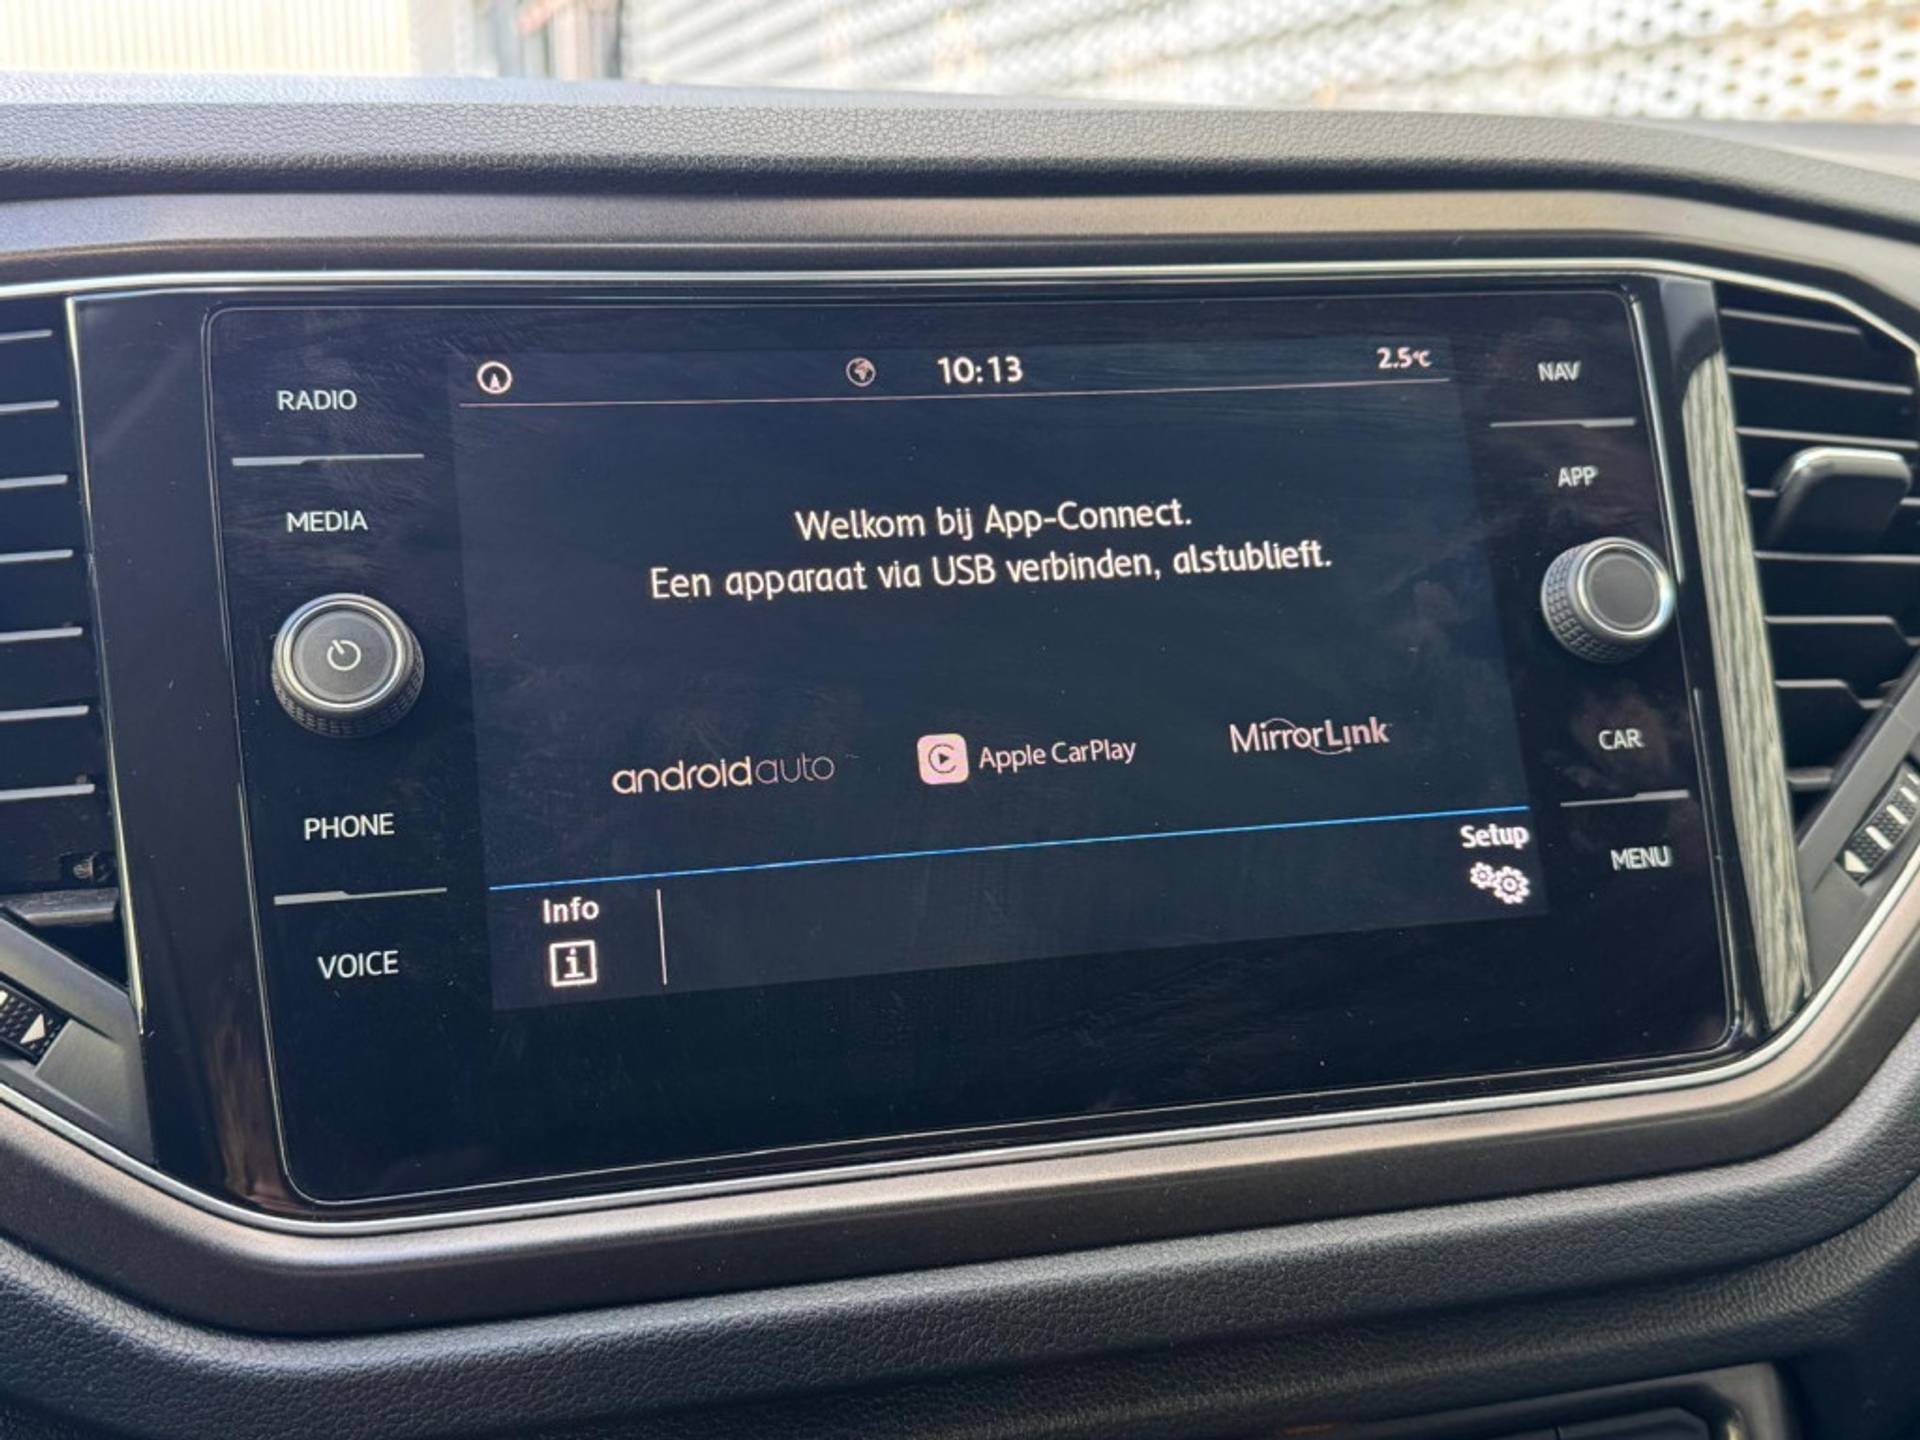 10:13
2.5°C
RADIO
MEDIA
PHONE
VOICE
NAV
APP
CAR
MENU
Welkom bij App-Connect.
Een apparaat via USB verbinden, alstublieft.
androidauto
Apple CarPlay
MirrorLink
Setup
Info
i